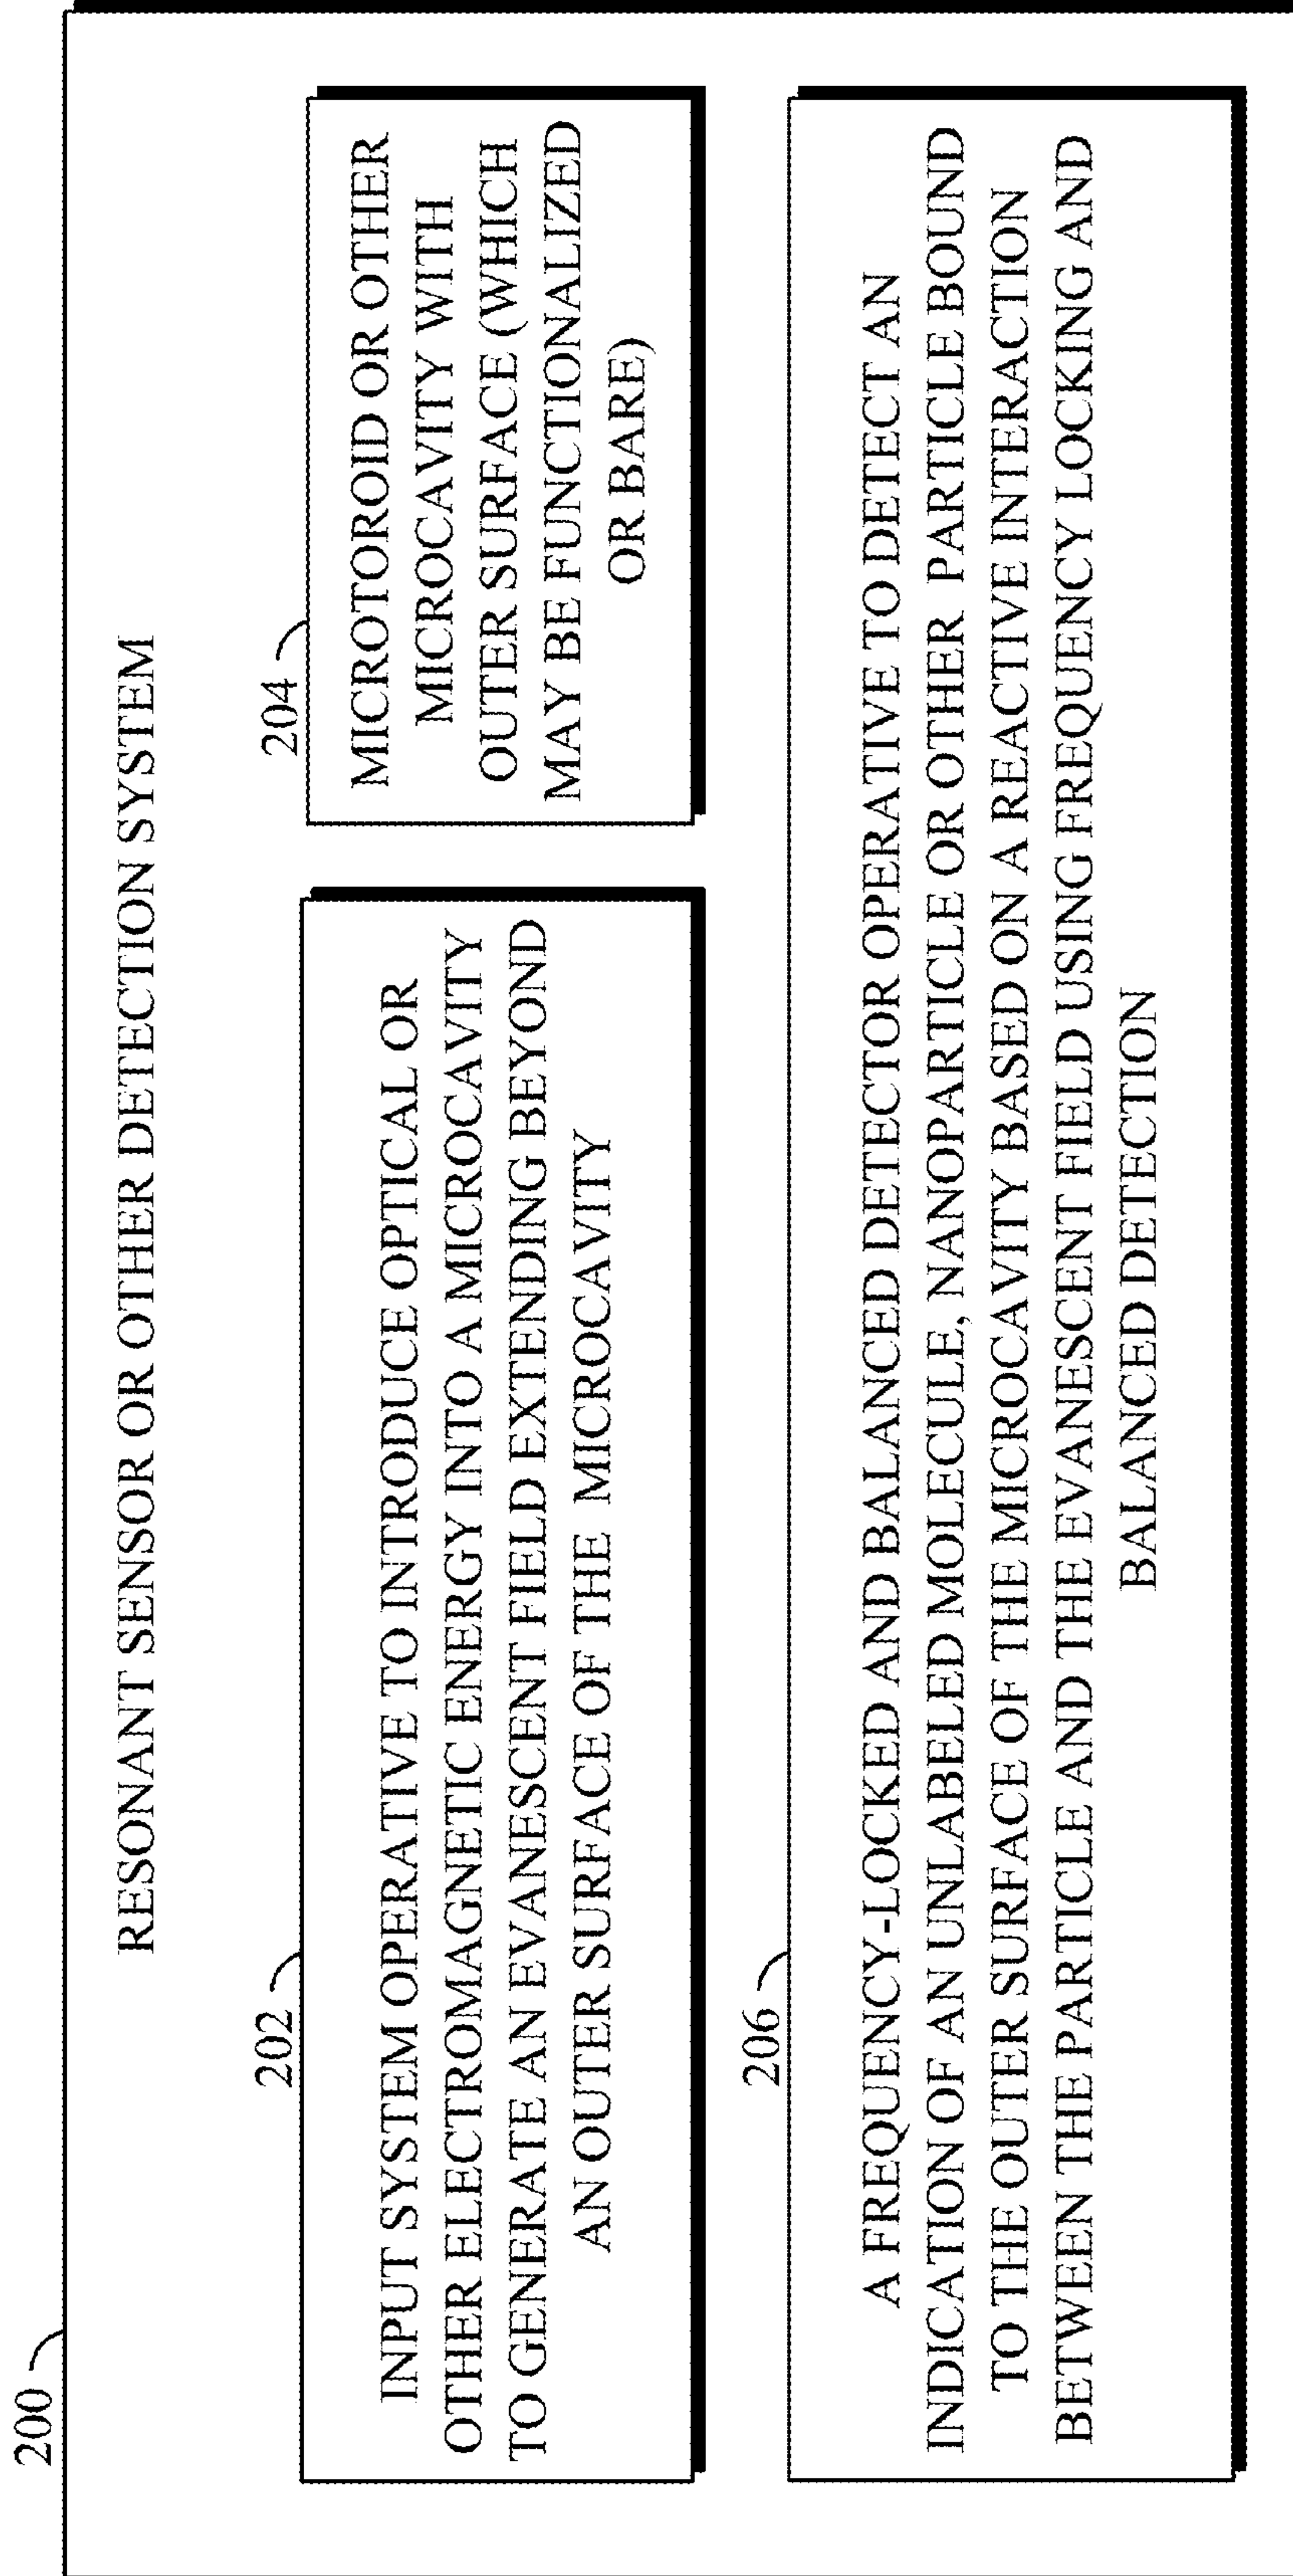 200
RESONANT SENSOR OR OTHER DETECTION SYSTEM
202
INPUT SYSTEM OPERATIVE TO INTRODUCE OPTICAL OR
OTHER ELECTROMAGNETIC ENERGY INTO A MICROCAVITY
TO GENERATE AN EVANESCENT FIELD EXTENDING BEYOND
AN OUTER SURFACE OF THE MICROCAVITY
204
MICROTOROID OR OTHER
MICROCAVITY WITH
OUTER SURFACE (WHICH
MAY BE FUNCTIONALIZED
OR BARE)
206
A FREQUENCY-LOCKED AND BALANCED DETECTOR OPERATIVE TO DETECT AN
INDICATION OF AN UNLABELED MOLECULE, NANOPARTICLE OR OTHER PARTICLE BOUND
TO THE OUTER SURFACE OF THE MICROCAVITY BASED ON A REACTIVE INTERACTION
BETWEEN THE PARTICLE AND THE EVANESCENT FIELD USING FREQUENCY LOCKING AND
BALANCED DETECTION